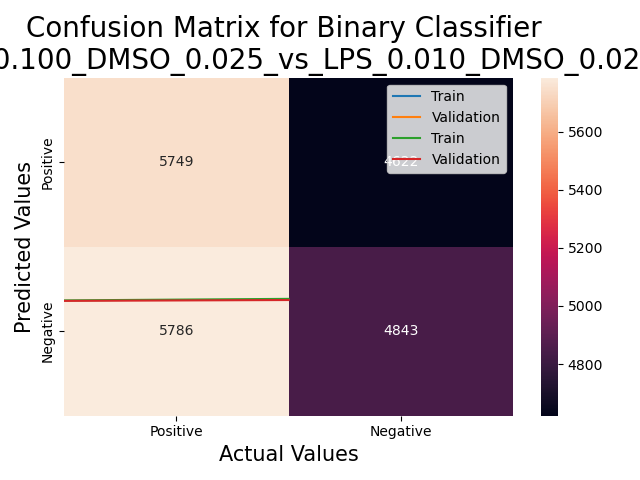 Confusion Matrix for Binary Classifier
0.100_DMSO_0.025_vs_LPS_0.010_DMSO_0.02
Train
Validation
Train
Validation
Predicted Values
Positive
Negative
5749
4622
5786
4843
Positive
Negative
Actual Values
5600
5400
5200
5000
4800